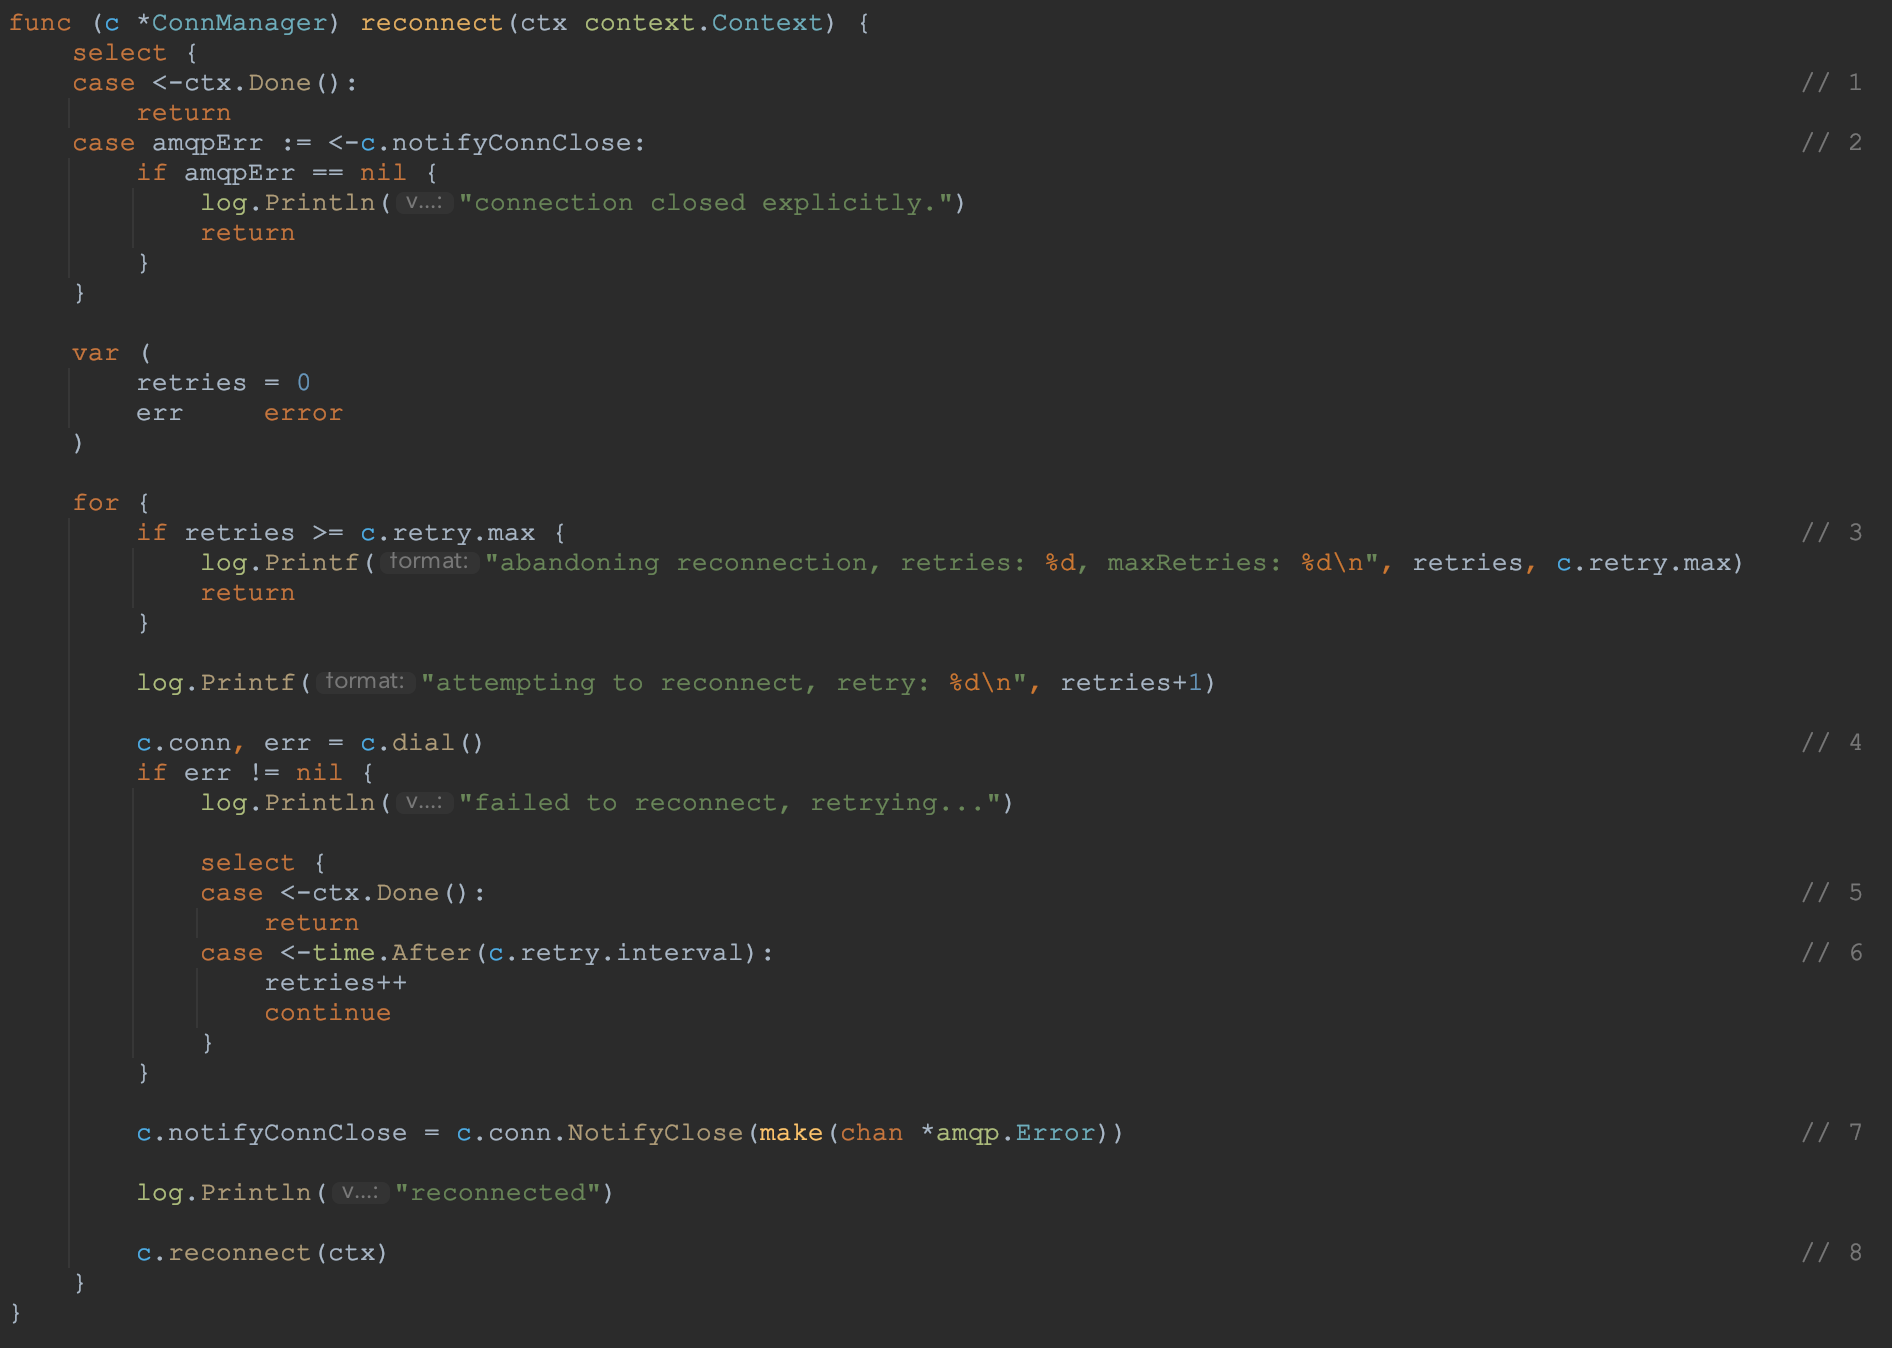 func (c *ConnManager) reconnect(ctx context.Context) {
    select {
    case <-ctx.Done(): // 1
        return
    case amqpErr := <-c.notifyConnClose: // 2
        if amqpErr == nil {
            log.Println( v...: "connection closed explicitly.")
            return
        }
    }

    var (
        retries = 0
        err     error
    )

    for {
        if retries >= c.retry.max { // 3
            log.Printf( format: "abandoning reconnection, retries: %d, maxRetries: %d\n", retries, c.retry.max)
            return
        }

        log.Printf( format: "attempting to reconnect, retry: %d\n", retries+1)

        c.conn, err = c.dial() // 4
        if err != nil {
            log.Println( v...: "failed to reconnect, retrying...")

            select {
            case <-ctx.Done(): // 5
                return
            case <-time.After(c.retry.interval): // 6
                retries++
                continue
            }
        }

        c.notifyConnClose = c.conn.NotifyClose(make(chan *amqp.Error)) // 7

        log.Println( v...: "reconnected")

        c.reconnect(ctx) // 8
    }
}